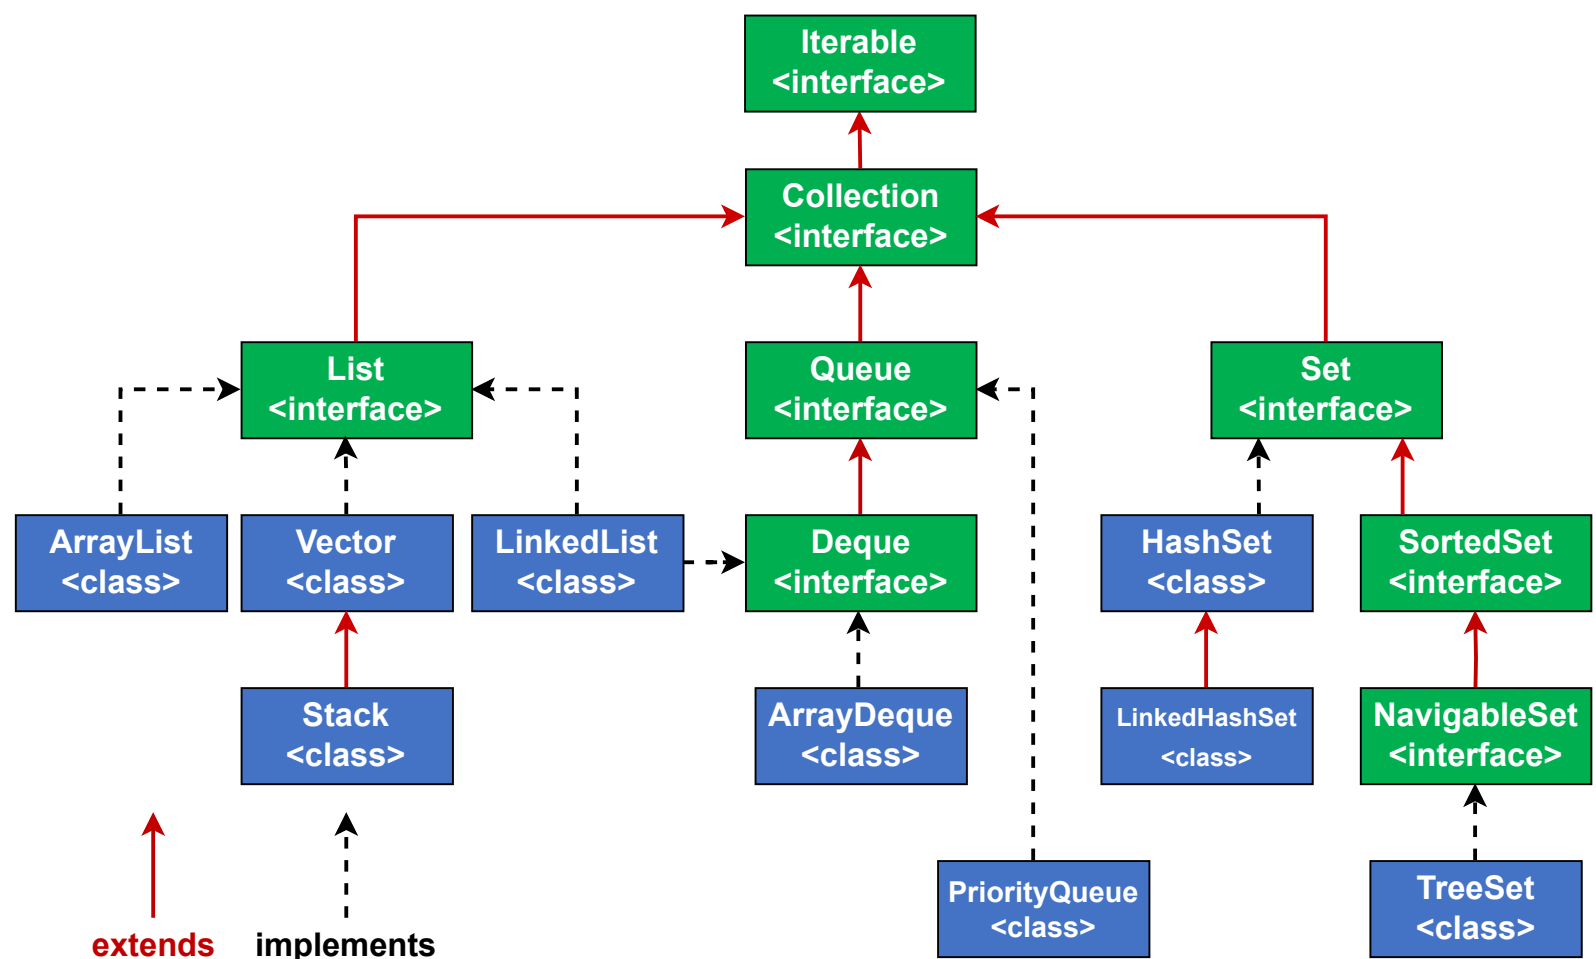 Iterable
<interface>
Collection
<interface>
List
<interface>
Queue
<interface>
Set
<interface>
ArrayList
<class>
Vector
<class>
LinkedList
<class>
Deque
<interface>
HashSet
<class>
SortedSet
<interface>
Stack
<class>
ArrayDeque
<class>
LinkedHashSet
<class>
NavigableSet
<interface>
PriorityQueue
<class>
TreeSet
<class>
extends
implements